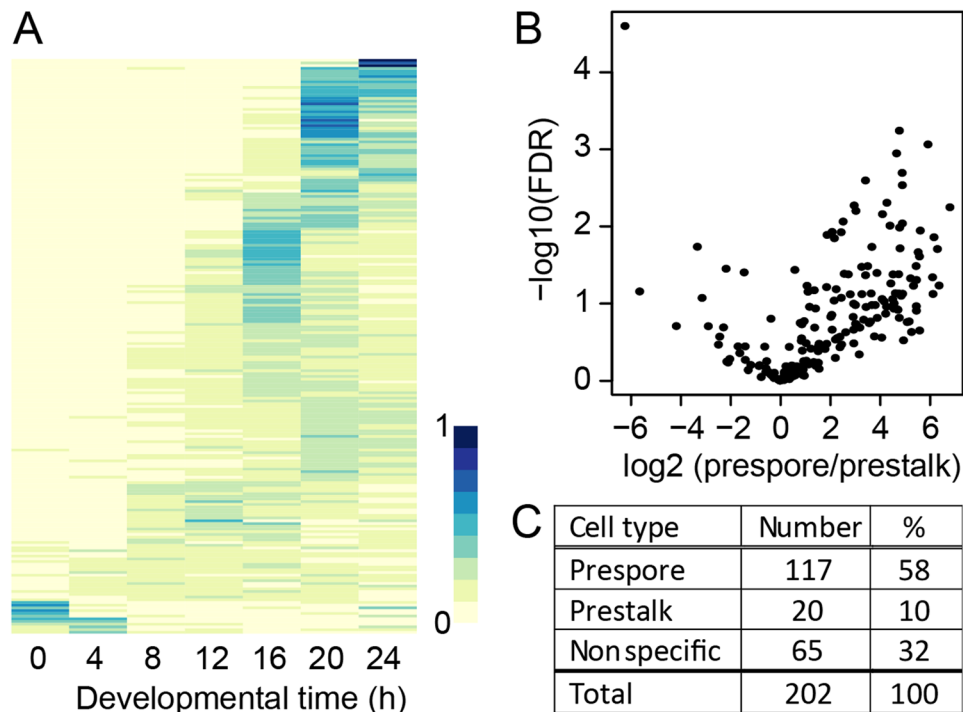 A
1
0
0 4 8 12 16 20 24
Developmental time (h)
B
−log10(FDR)
4
3
2
1
0
−6 −4 −2 0 2 4 6
log2 (prespore/prestalk)
C
Cell type Number %
Prespore 117 58
Prestalk 20 10
Nonspecific 65 32
Total 202 100